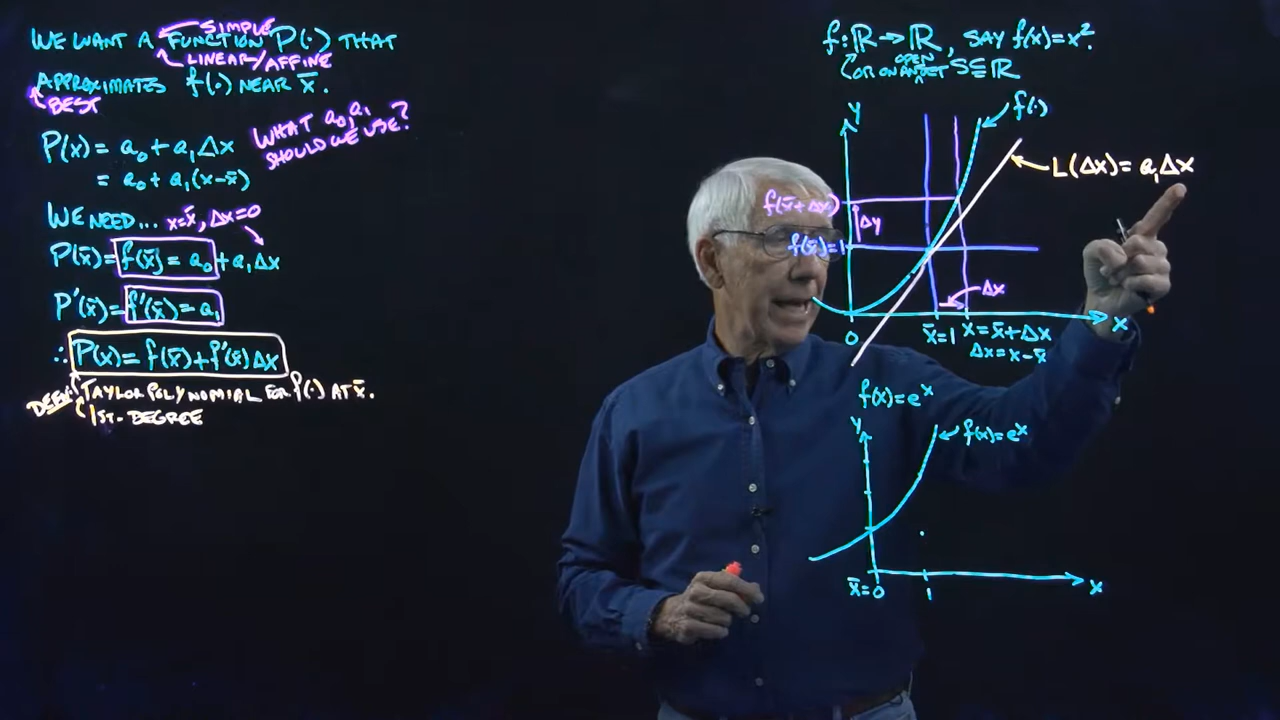 SIMPLE
WE WANT A FUNCTION P(·) THAT
LINEAR/AFFINE
APPROXIMATES f(·) NEAR x̄.
BEST
WHAT a₀, a₁
SHOULD WE USE?
P(x) = a₀ + a₁Δx
= a₀ + a₁(x-x̄)
WE NEED... x=x̄, Δx=0
P(x̄) = f(x̄) = a₀ + a₁Δx
P'(x̄) = f'(x̄) = a₁
∴ P(x) = f(x̄) + f'(x̄)Δx
DEFN: TAYLOR POLYNOMIAL FOR f(·) AT x̄.
1ST-DEGREE
f: ℝ → ℝ, SAY f(x) = x².
OPEN
OR ON AN SET S ⊆ ℝ
Y
f(·)
L(Δx) = a₁Δx
f(x̄+Δx)
Δy
f(x̄)=1
Δx
0
x̄=1
x=x̄+Δx
X
Δx=x-x̄
f(x)=eˣ
Y
f(x)=eˣ
x̄=0
1
X